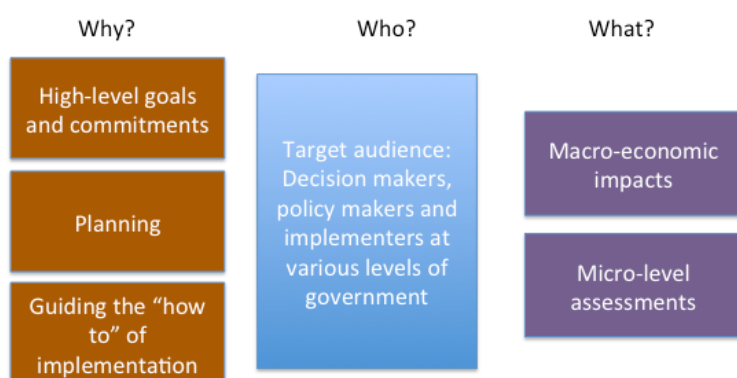 Why?
High-level goals
and commitments
Planning
Guiding the “how
to” of
implementation
Who?
Target audience:
Decision makers,
policy makers and
implementers at
various levels of
government
What?
Macro-economic
impacts
Micro-level
assessments